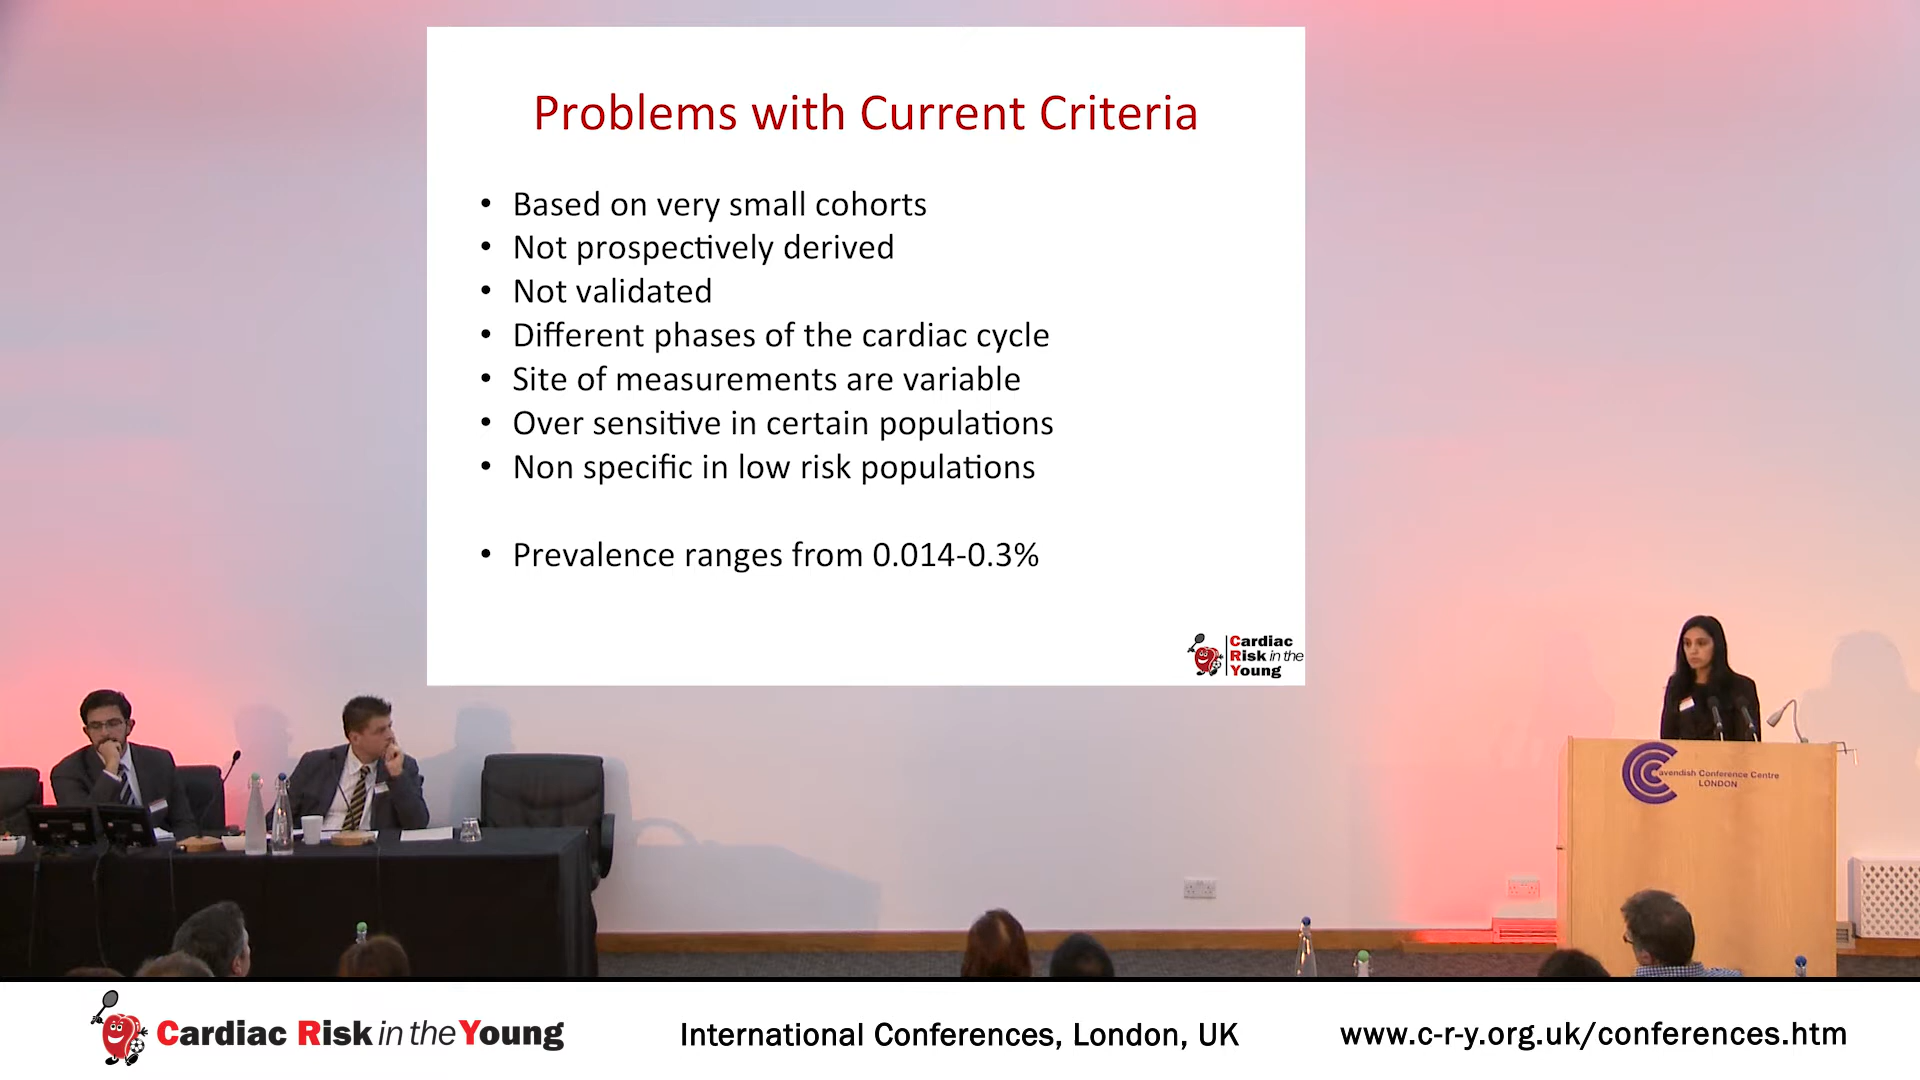 Problems with Current Criteria
• Based on very small cohorts
• Not prospectively derived
• Not validated
• Different phases of the cardiac cycle
• Site of measurements are variable
• Over sensitive in certain populations
• Non specific in low risk populations
• Prevalence ranges from 0.014-0.3%
Cardiac
Risk in the
Young
Cavendish Conference Centre
LONDON
Cardiac Risk in the Young
International Conferences, London, UK
www.c-r-y.org.uk/conferences.htm